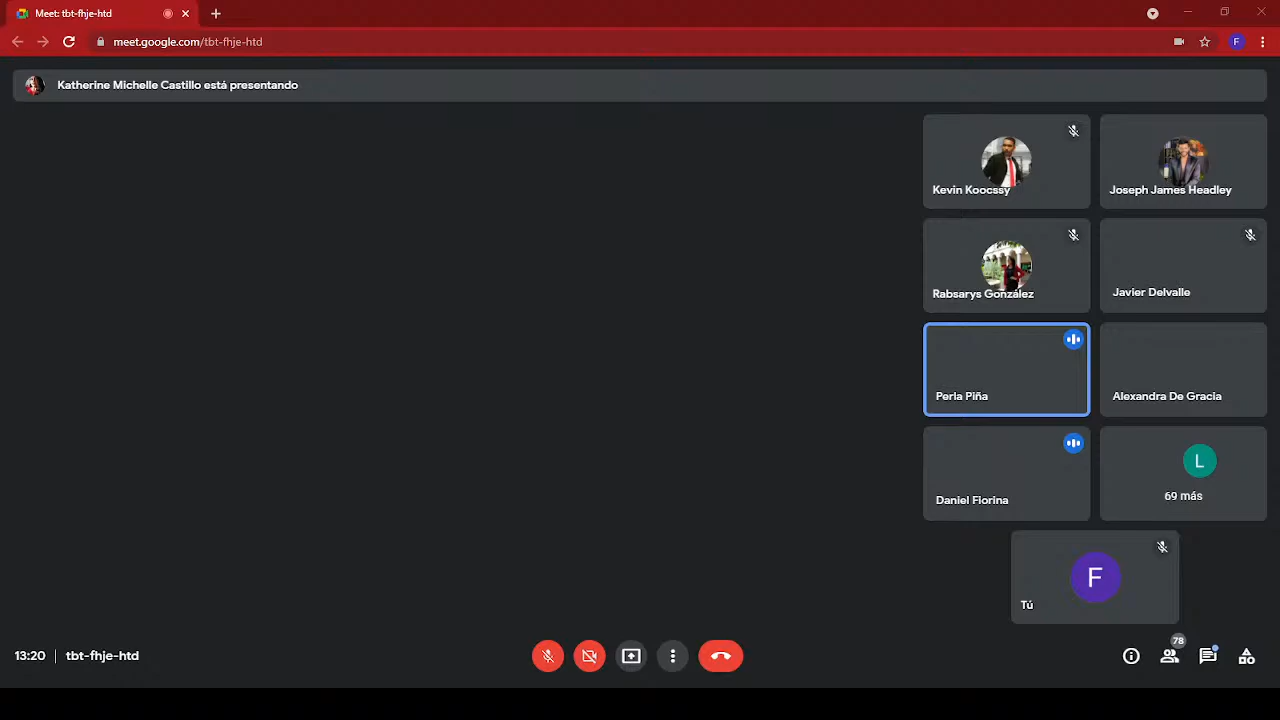 Meet: tbt-fhje-htd
meet.google.com/tbt-fhje-htd
F
Katherine Michelle Castillo está presentando
Kevin Koocssy
Joseph James Headley
Rabsarys González
Javier Delvalle
Perla Piña
Alexandra De Gracia
Daniel Fiorina
L
69 más
F
Tú
13:20 | tbt-fhje-htd
78